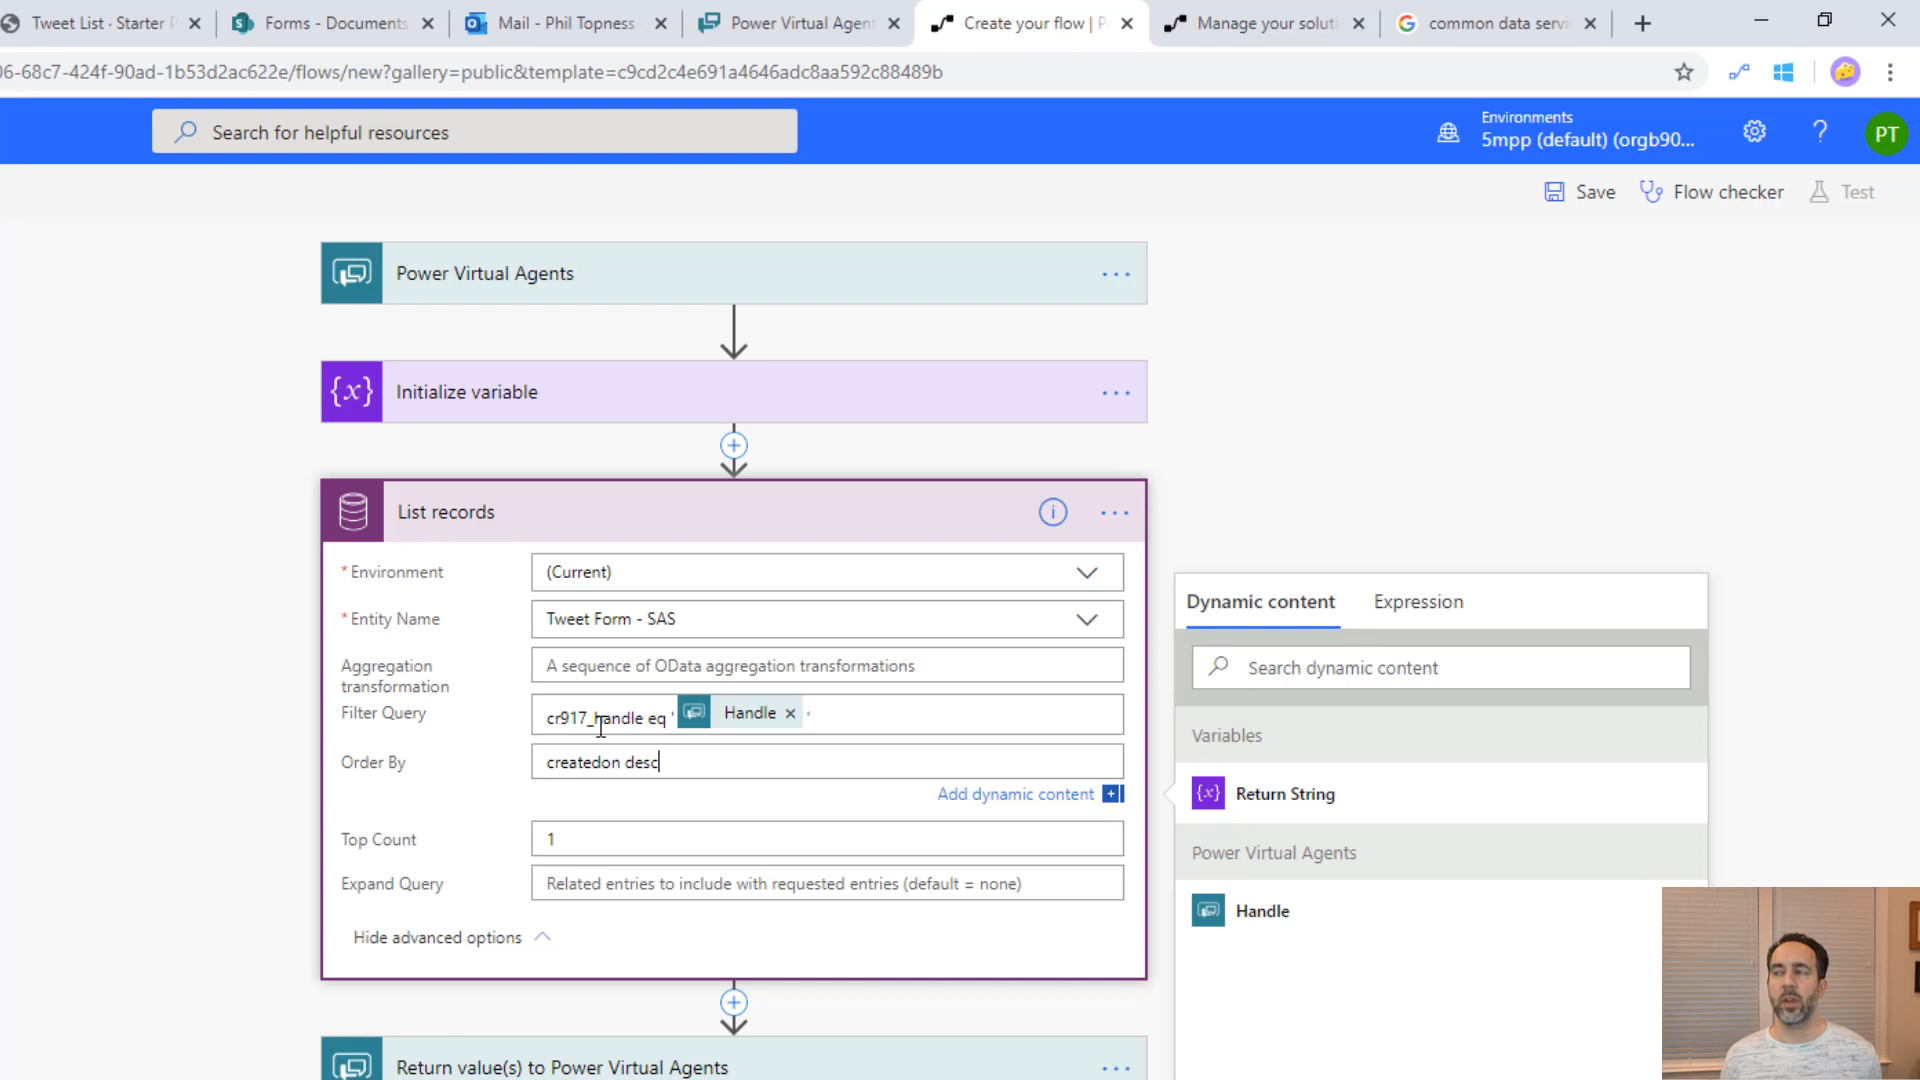 Tweet List · Starter P
Forms - Documents
Mail - Phil Topness
Power Virtual Agent
Create your flow | P
Manage your soluti
common data servi
06-68c7-424f-90ad-1b53d2ac622e/flows/new?gallery=public&template=c9cd2c4e691a4646adc8aa592c88489b
Search for helpful resources
Environments
5mpp (default) (orgb90...
PT
Save
Flow checker
Test
Power Virtual Agents
{x} Initialize variable
List records
* Environment
(Current)
* Entity Name
Tweet Form - SAS
Aggregation
transformation
A sequence of OData aggregation transformations
Filter Query
cr917_handle eq ' Handle '
Order By
createdon desc
Add dynamic content
Top Count
1
Expand Query
Related entries to include with requested entries (default = none)
Hide advanced options
Return value(s) to Power Virtual Agents
Dynamic content
Expression
Search dynamic content
Variables
{x} Return String
Power Virtual Agents
Handle